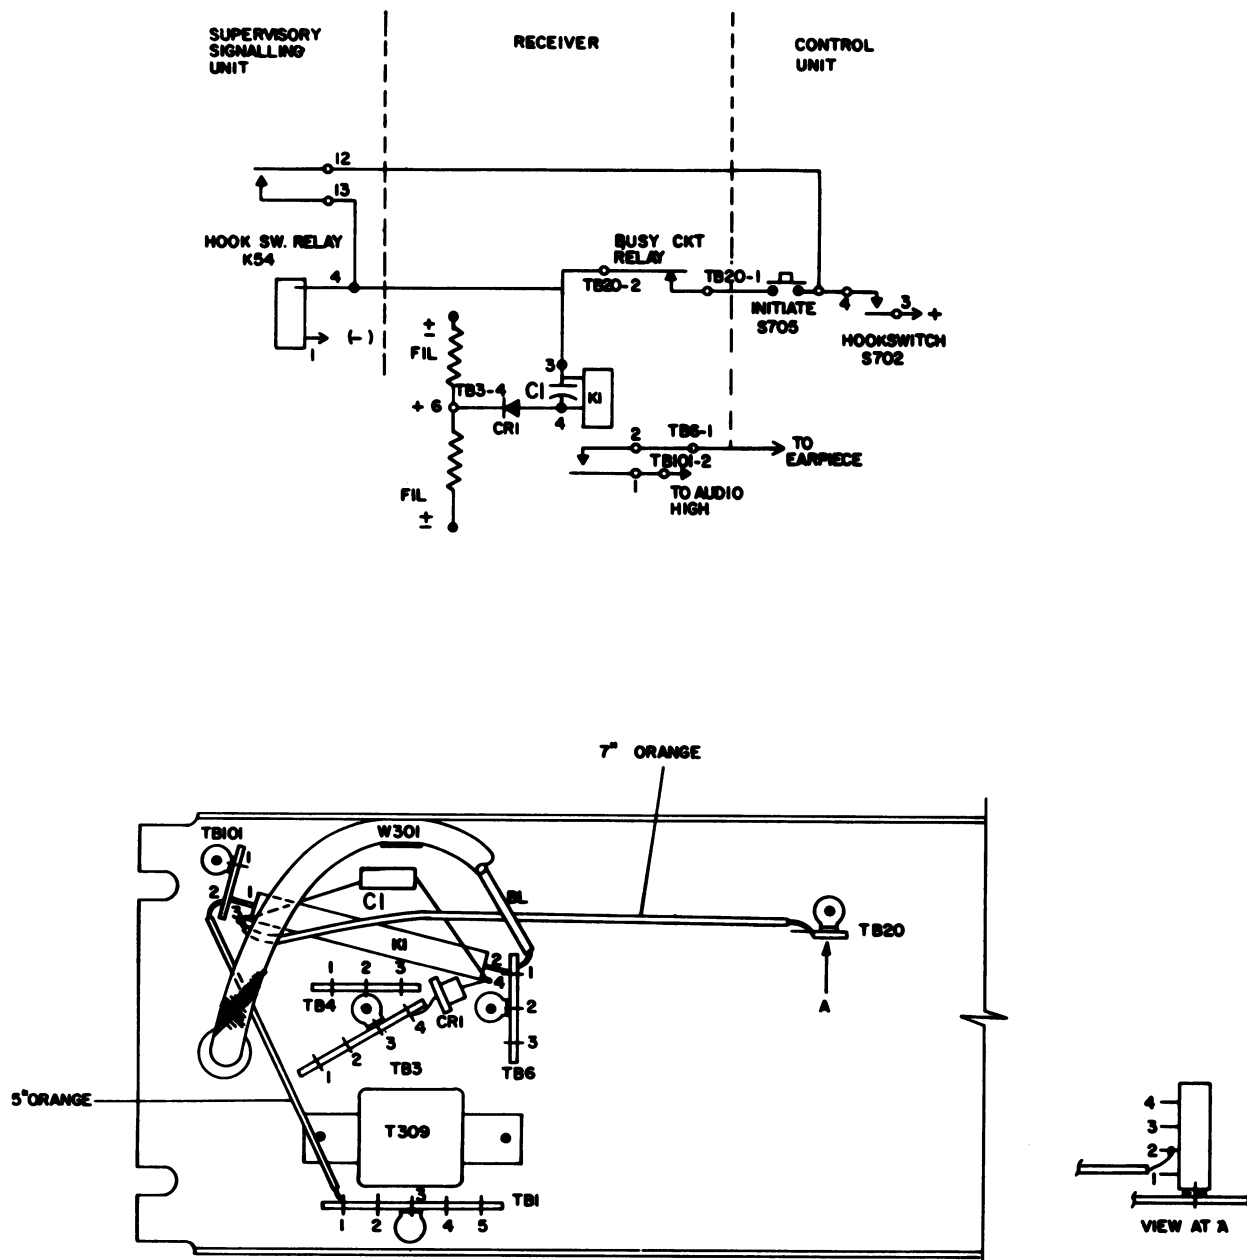 SUPERVISORY
SIGNALLING
UNIT
RECEIVER
CONTROL
UNIT
12
13
HOOK SW. RELAY
K54
4
1
(-)
BUSY CKT
RELAY
TB20-2
TB20-1
INITIATE
S705
4
3
+
HOOKSWITCH
S702
±
FIL
3
TB3-4
C1
K1
+ 6
CR1
4
2
TB6-1
TO
EARPIECE
TB101-2
1
TO AUDIO
HIGH
FIL
±
7" ORANGE
TB101
1
2
1
3
W301
C1
BL
K1
2
4
1
2
3
TB6
1
2
3
TB4
4
3
2
1
TB3
CR1
TB20
A
5" ORANGE
T309
3
TB1
1
2
4
5
4
3
2
1
VIEW AT A